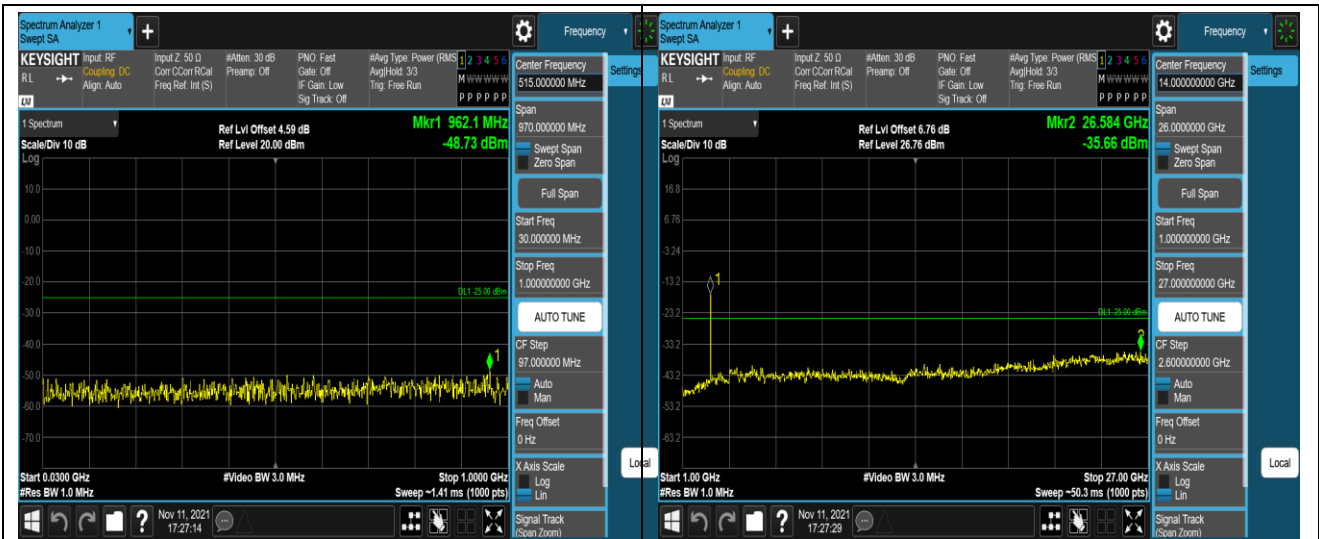 Spectrum Analyzer 1
Swept SA
Frequency
KEYSIGHT Input: RF
RL
Coupling: DC
Align: Auto
Input Z: 50 Ω
Corr CCorr RCal
Freq Ref: Int (S)
#Atten: 30 dB
Preamp: Off
PNO: Fast
Gate: Off
IF Gain: Low
Sig Track: Off
#Avg Type: Power (RMS
Avg|Hold: 3/3
Trig: Free Run
1 2 3 4 5 6
M W W W W W
P P P P P P
LXI
Center Frequency
515.000000 MHz
Settings
Span
970.000000 MHz
Swept Span
Zero Span
Full Span
Start Freq
30.000000 MHz
Stop Freq
1.000000000 GHz
AUTO TUNE
CF Step
97.000000 MHz
Auto
Man
Freq Offset
0 Hz
X Axis Scale
Log
Lin
Local
Signal Track
(Span Zoom)
1 Spectrum
Scale/Div 10 dB
Log
Ref Lvl Offset 4.59 dB
Ref Level 20.00 dBm
Mkr1 962.1 MHz
-48.73 dBm
10.0
0.00
-10.0
-20.0
DL1 -25.00 dBm
-30.0
-40.0
1
-50.0
-60.0
-70.0
Start 0.0300 GHz
#Res BW 1.0 MHz
#Video BW 3.0 MHz
Stop 1.0000 GHz
Sweep ~1.41 ms (1000 pts)
?
Nov 11, 2021
17:27:14
Spectrum Analyzer 1
Swept SA
Frequency
KEYSIGHT Input: RF
RL
Coupling: DC
Align: Auto
Input Z: 50 Ω
Corr CCorr RCal
Freq Ref: Int (S)
#Atten: 30 dB
Preamp: Off
PNO: Fast
Gate: Off
IF Gain: Low
Sig Track: Off
#Avg Type: Power (RMS
Avg|Hold: 3/3
Trig: Free Run
1 2 3 4 5 6
M W W W W W
P P P P P P
LXI
Center Frequency
14.00000000 GHz
Settings
Span
26.0000000 GHz
Swept Span
Zero Span
Full Span
Start Freq
1.000000000 GHz
Stop Freq
27.00000000 GHz
AUTO TUNE
CF Step
2.600000000 GHz
Auto
Man
Freq Offset
0 Hz
X Axis Scale
Log
Lin
Local
Signal Track
(Span Zoom)
1 Spectrum
Scale/Div 10 dB
Log
Ref Lvl Offset 6.76 dB
Ref Level 26.76 dBm
Mkr2 26.584 GHz
-35.66 dBm
16.8
6.76
-3.24
-13.2
1
-23.2
DL1 -25.00 dBm
-33.2
2
-43.2
-53.2
-63.2
Start 1.00 GHz
#Res BW 1.0 MHz
#Video BW 3.0 MHz
Stop 27.00 GHz
Sweep ~50.3 ms (1000 pts)
?
Nov 11, 2021
17:27:29